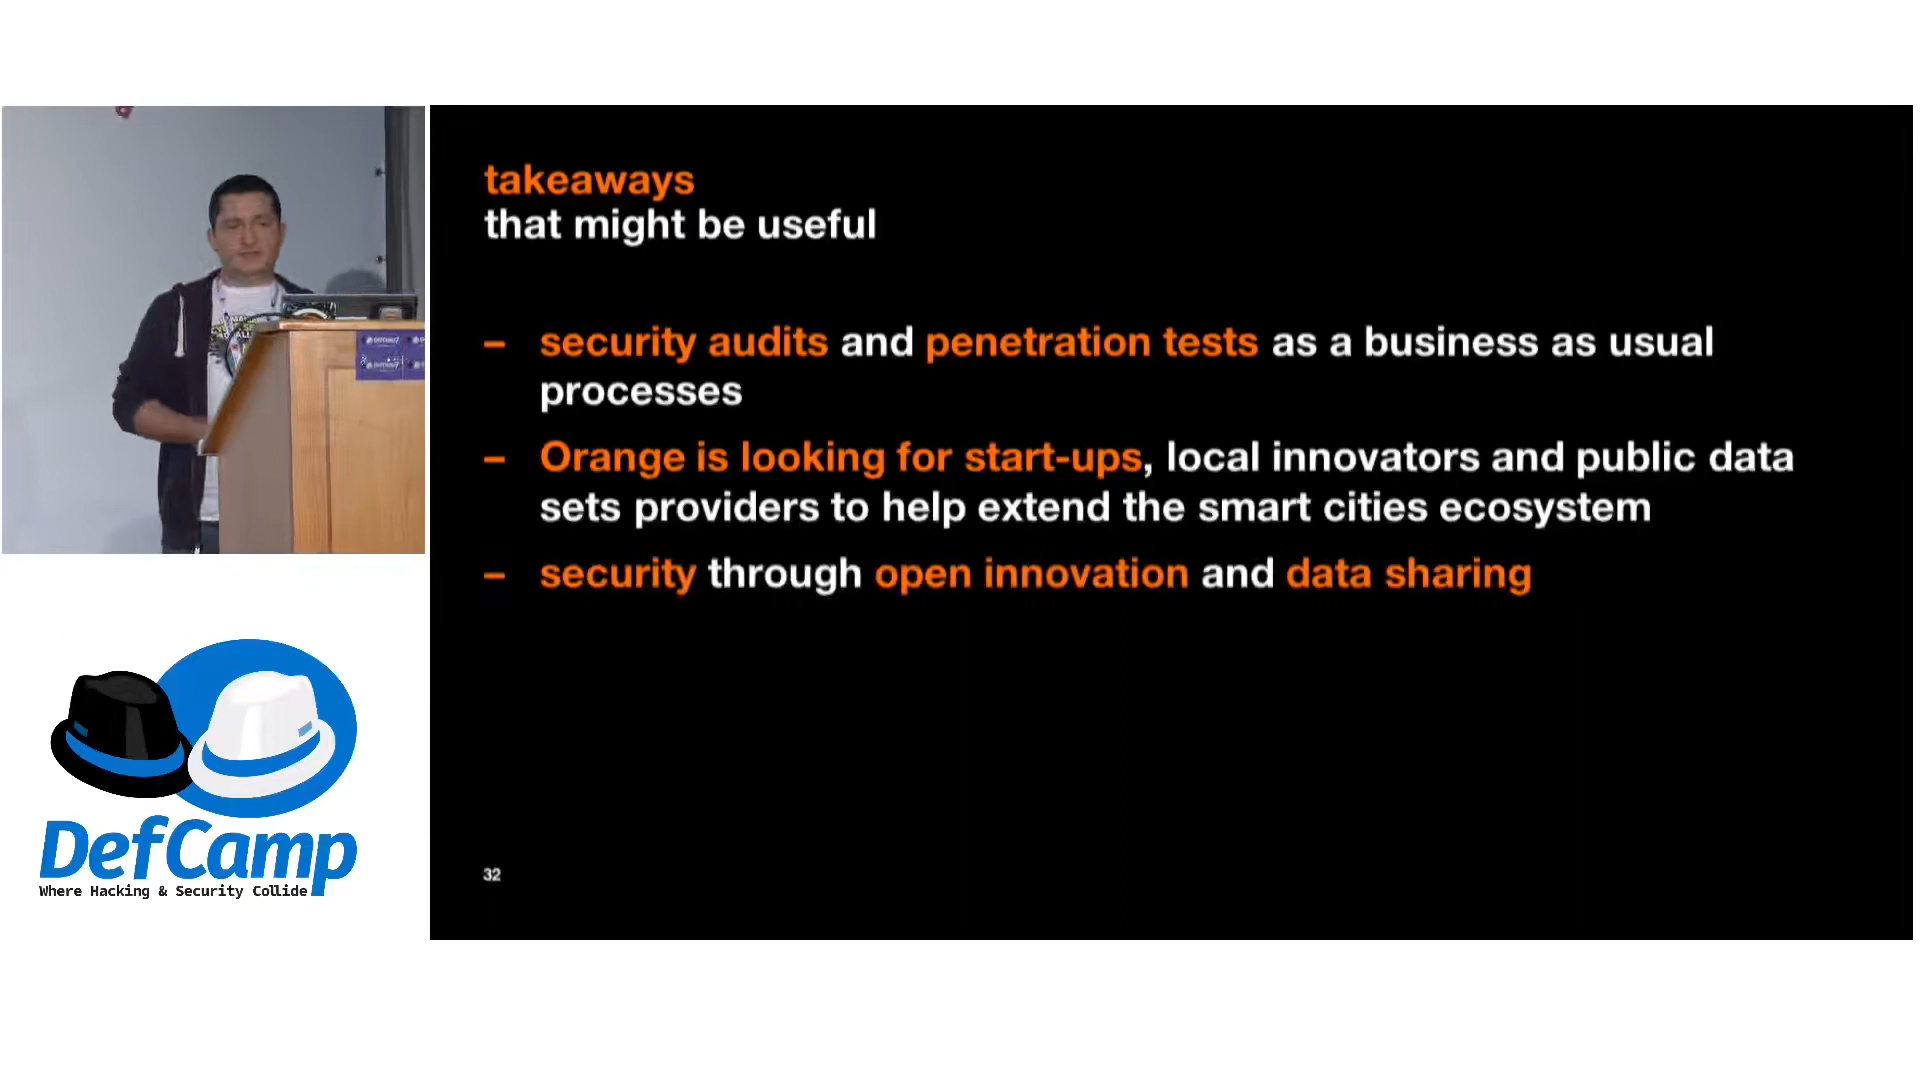 takeaways
that might be useful
– security audits and penetration tests as a business as usual
processes
– Orange is looking for start-ups, local innovators and public data
sets providers to help extend the smart cities ecosystem
– security through open innovation and data sharing
32
DefCamp
Where Hacking & Security Collide